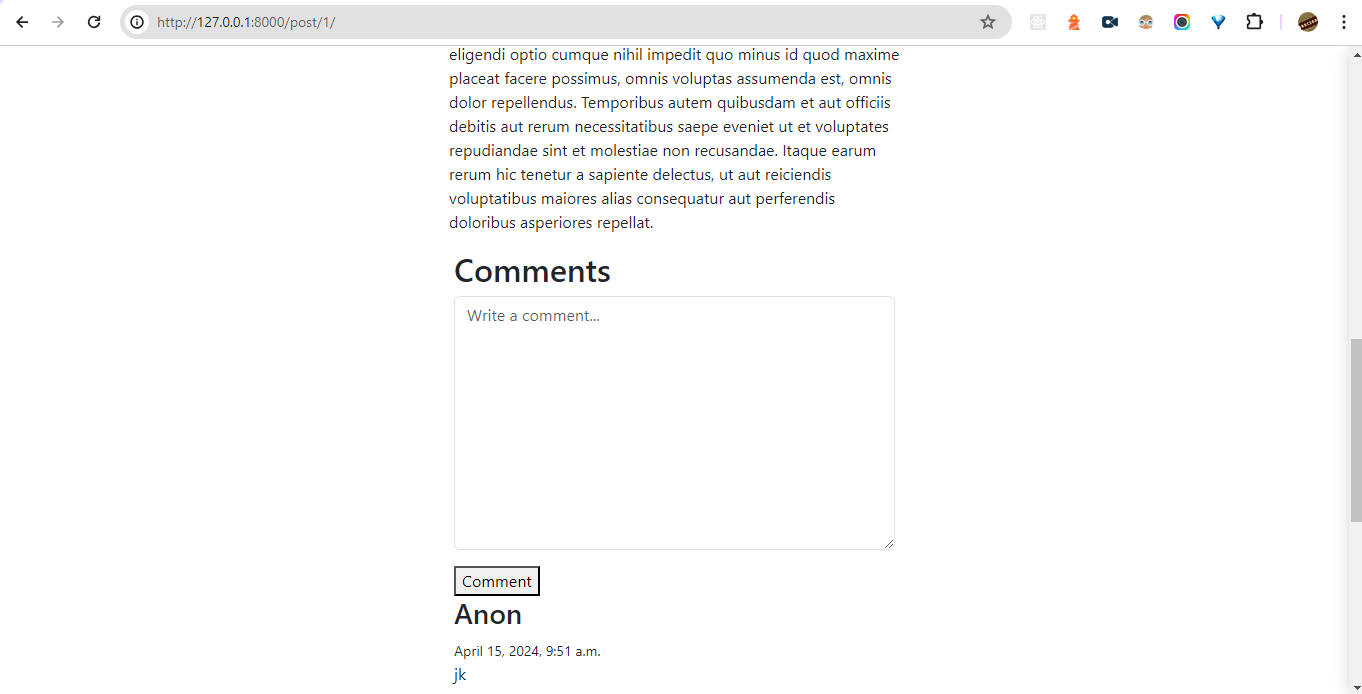 http://127.0.0.1:8000/post/1/
eligendi optio cumque nihil impedit quo minus id quod maxime
placeat facere possimus, omnis voluptas assumenda est, omnis
dolor repellendus. Temporibus autem quibusdam et aut officiis
debitis aut rerum necessitatibus saepe eveniet ut et voluptates
repudiandae sint et molestiae non recusandae. Itaque earum
rerum hic tenetur a sapiente delectus, ut aut reiciendis
voluptatibus maiores alias consequatur aut perferendis
doloribus asperiores repellat.
Comments
Write a comment...
Comment
Anon
April 15, 2024, 9:51 a.m.
jk